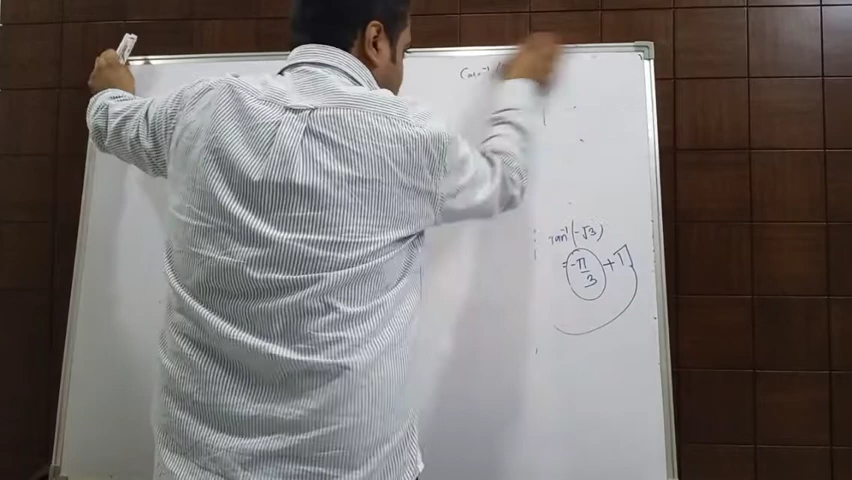 tan⁻¹(-√3)
= -π/3 + π